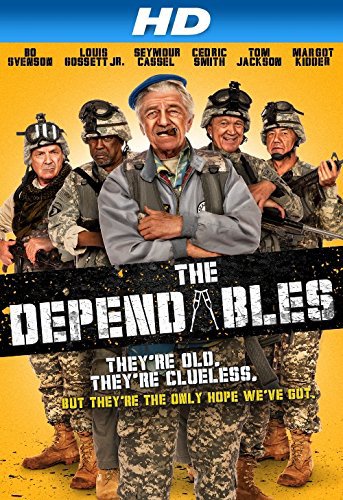 HD
BO SVENSON LOUIS GOSSETT JR. SEYMOUR CASSEL CEDRIC SMITH TOM JACKSON MARGOT KIDDER
THE
DEPENDABLES
THEY'RE OLD,
THEY'RE CLUELESS,
BUT THEY'RE THE ONLY HOPE WE'VE GOT.